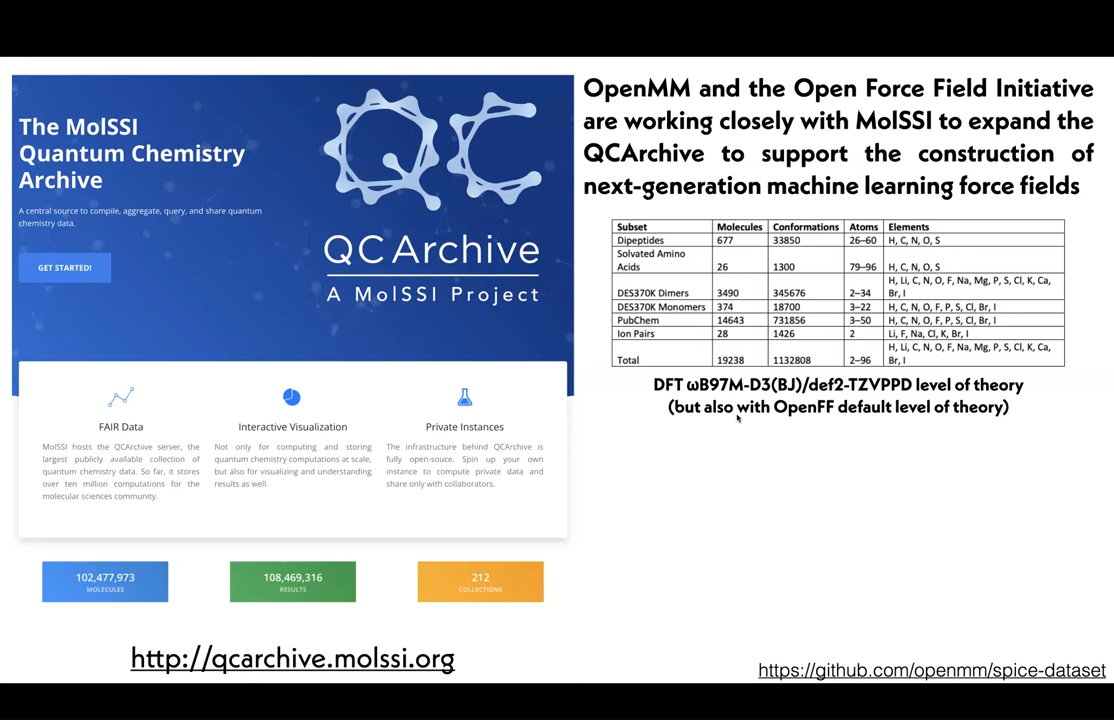 The MolSSI
Quantum Chemistry
Archive
A central source to compile, aggregate, query, and share quantum
chemistry data.
GET STARTED!
QCArchive
A MolSSI Project
FAIR Data
MolSSI hosts the QCArchive server, the
largest publicly available collection of
quantum chemistry data. So far, it stores
over ten million computations for the
molecular sciences community.
Interactive Visualization
Not only for computing and storing
quantum chemistry computations at scale,
but also for visualizing and understanding
results as well.
Private Instances
The infrastructure behind QCArchive is
fully open-souce. Spin up your own
instance to compute private data and
share only with collaborators.
102,477,973
MOLECULES
108,469,316
RESULTS
212
COLLECTIONS
http://qcarchive.molssi.org
OpenMM and the Open Force Field Initiative
are working closely with MolSSI to expand the
QCArchive to support the construction of
next-generation machine learning force fields
Subset Molecules Conformations Atoms Elements
Dipeptides 677 33850 26–60 H, C, N, O, S
Solvated Amino
Acids 26 1300 79–96 H, C, N, O, S
H, Li, C, N, O, F, Na, Mg, P, S, Cl, K, Ca,
DES370K Dimers 3490 345676 2–34 Br, I
DES370K Monomers 374 18700 3–22 H, C, N, O, F, P, S, Cl, Br, I
PubChem 14643 731856 3–50 H, C, N, O, F, P, S, Cl, Br, I
Ion Pairs 28 1426 2 Li, F, Na, Cl, K, Br, I
H, Li, C, N, O, F, Na, Mg, P, S, Cl, K, Ca,
Total 19238 1132808 2–96 Br, I
DFT ωB97M-D3(BJ)/def2-TZVPPD level of theory
(but also with OpenFF default level of theory)
https://github.com/openmm/spice-dataset